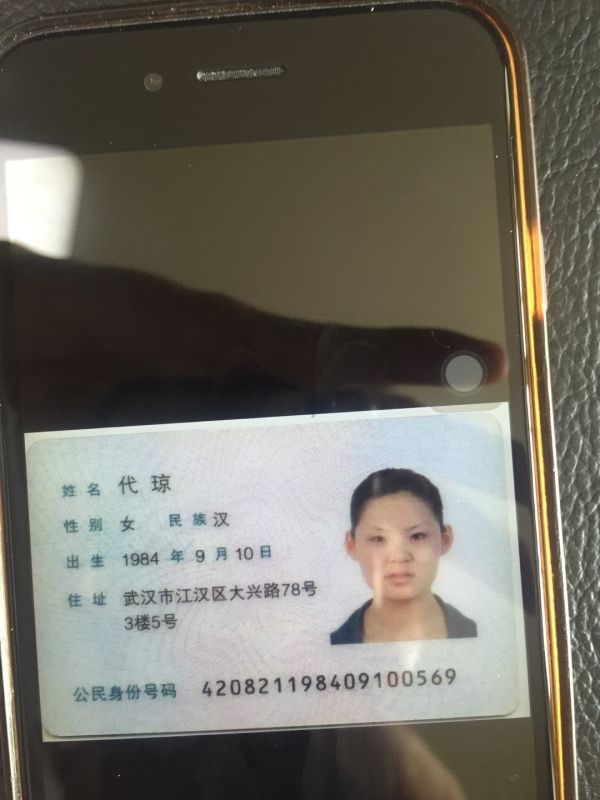 姓名 代琼
性别 女 民族 汉
出生 1984 年 9 月 10 日
住址 武汉市江汉区大兴路78号
3楼5号
公民身份号码 420821198409100569